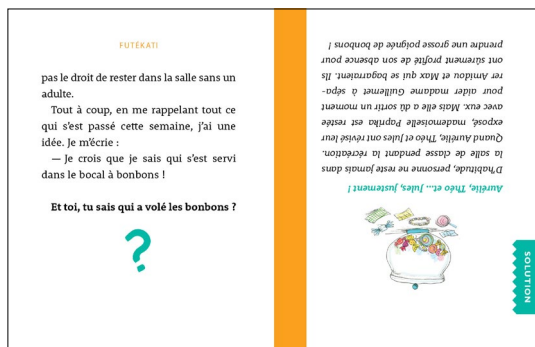 FUTÉKATI
pas le droit de rester dans la salle sans un
adulte.
Tout à coup, en me rappelant tout ce
qui s'est passé cette semaine, j'ai une
idée. Je m'écrie :
— Je crois que je sais qui s'est servi
dans le bocal à bonbons !
Et toi, tu sais qui a volé les bonbons ?
?
Aurélie, Théo et... Jules, justement !
D'habitude, personne ne reste jamais dans
la salle de classe pendant la récréation.
Quand Aurélie, Théo et Jules ont révisé leur
exposé, mademoiselle Paprika est restée
avec eux. Mais elle a dû sortir un moment
pour aider madame Guillemet à sépa-
rer Amidou et Max qui se bagarraient. Ils
ont sûrement profité de son absence pour
prendre une grosse poignée de bonbons !
SOLUTION